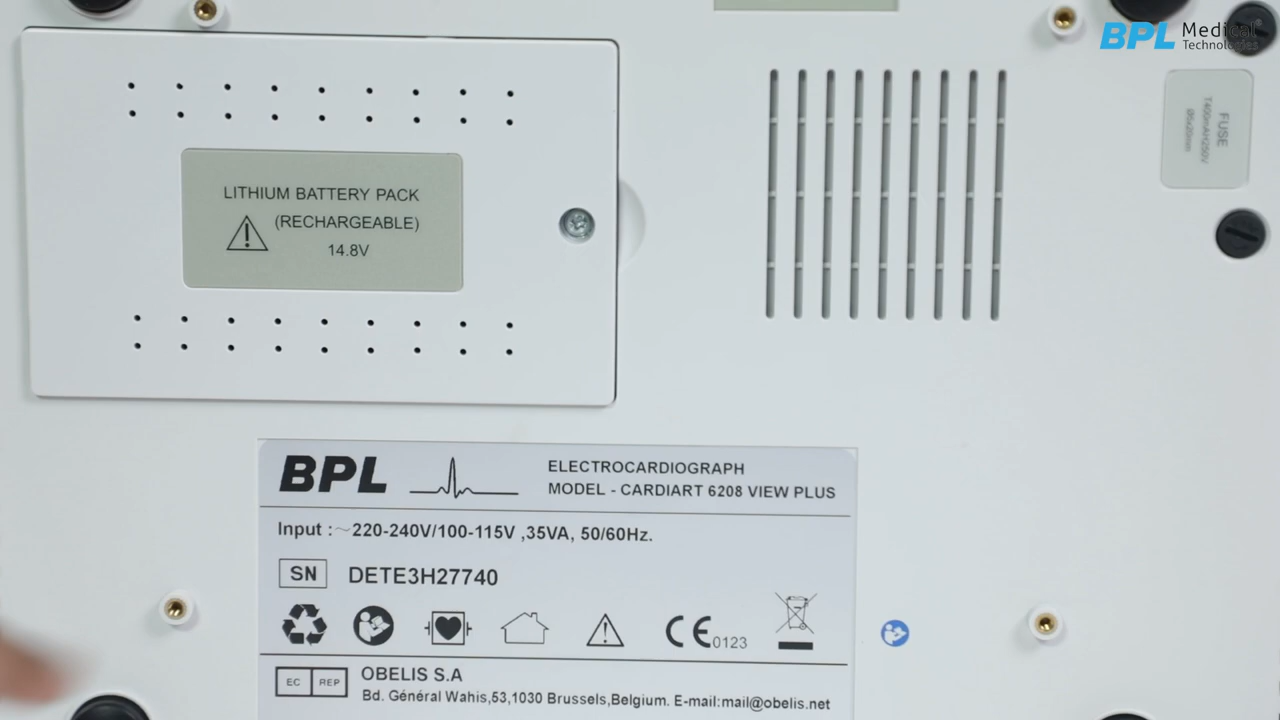 BPL Medical Technologies
LITHIUM BATTERY PACK
(RECHARGEABLE)
14.8V
FUSE
T400mAH250V
Ø5x20mm
BPL
ELECTROCARDIOGRAPH
MODEL - CARDIART 6208 VIEW PLUS
Input :~220-240V/100-115V ,35VA, 50/60Hz.
SN DETE3H27740
CE0123
EC REP
OBELIS S.A
Bd. Général Wahis,53,1030 Brussels,Belgium. E-mail:mail@obelis.net